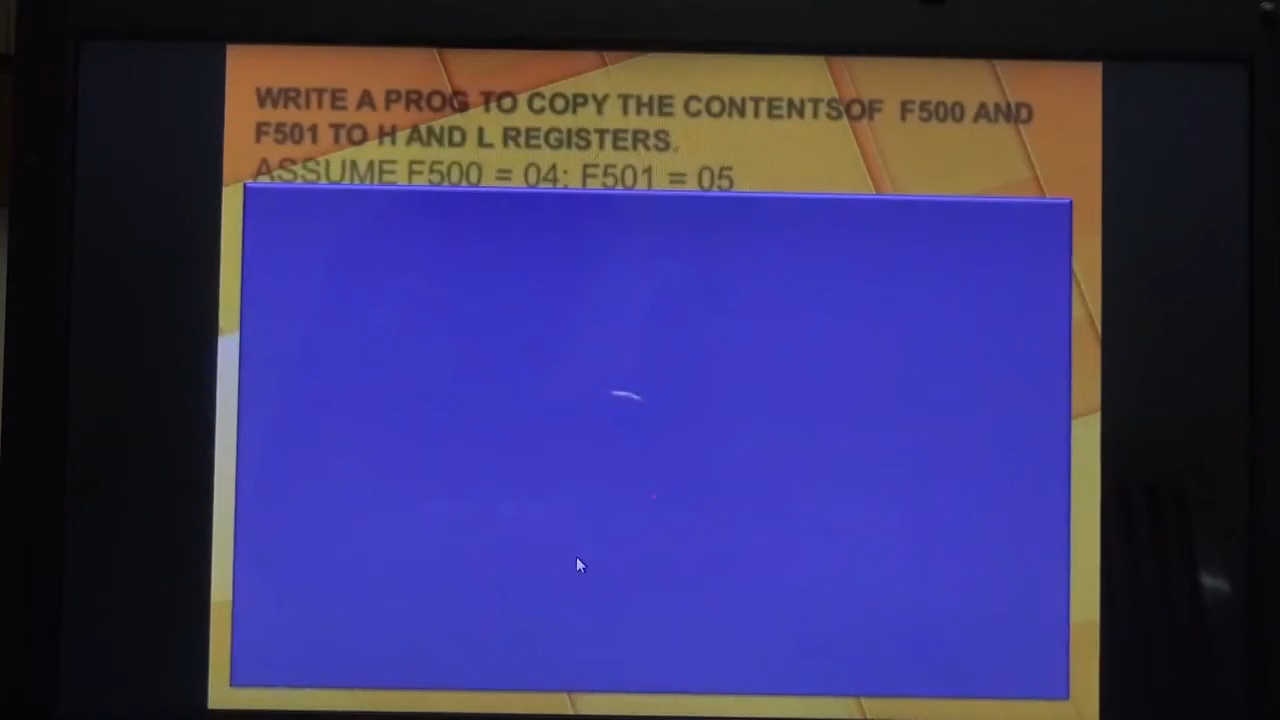 WRITE A PROG TO COPY THE CONTENTSOF F500 AND
F501 TO H AND L REGISTERS.
ASSUME F500 = 04; F501 = 05